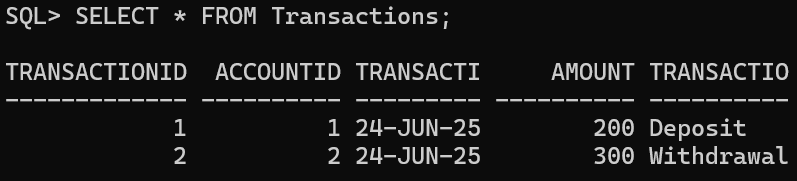 SQL> SELECT * FROM Transactions;
TRANSACTIONID  ACCOUNTID TRANSACTI     AMOUNT TRANSACTIO
------------- ---------- --------- ---------- ----------
            1          1 24-JUN-25        200 Deposit
            2          2 24-JUN-25        300 Withdrawal